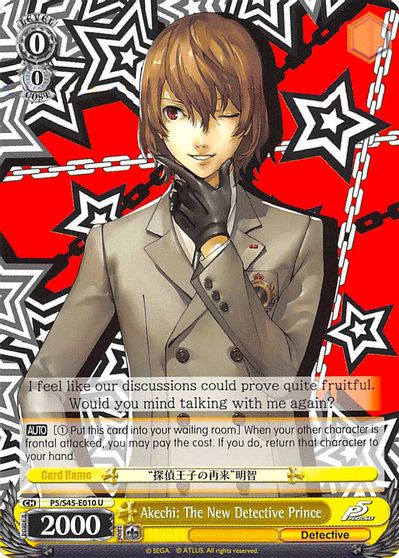 LEVEL
0
0
COST
I feel like our discussions could prove quite fruitful.
Would you mind talking with me again?
AUTO [① Put this card into your waiting room] When your other character is
frontal attacked, you may pay the cost. If you do, return that character to
your hand.
Card Name
“探偵王子の再来”明智
CH P5/S45-E010 U
POWER 2000 SOUL
Akechi: The New Detective Prince
P5
PERSONA5
Detective
© SEGA. © ATLUS. All rights reserved.